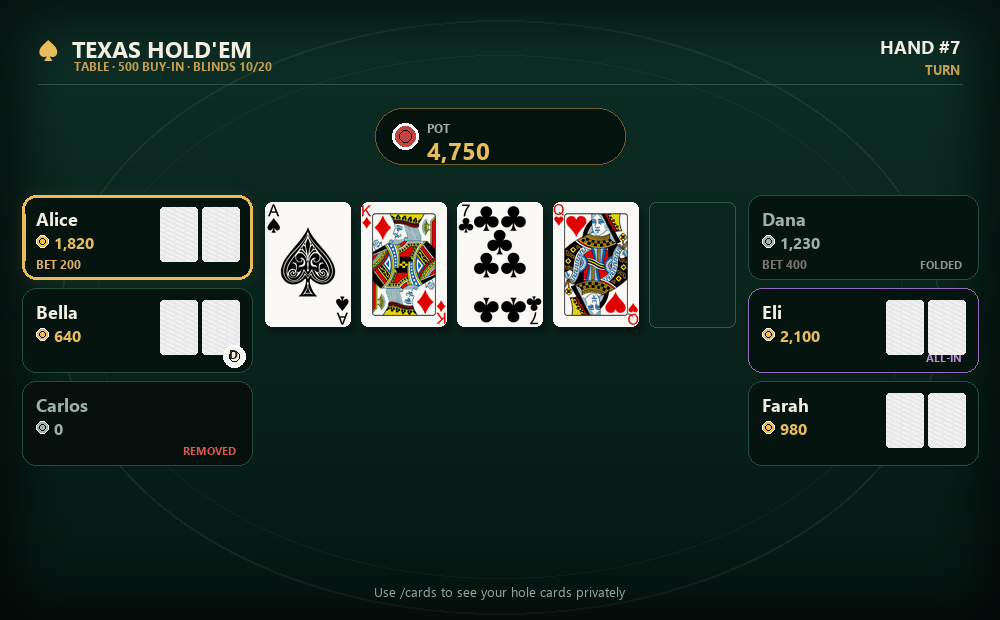 TEXAS HOLD'EM
TABLE · 500 BUY-IN · BLINDS 10/20
HAND #7
TURN
POT
4,750
Alice
1,820
BET 200
Bella
640
D
Carlos
0
REMOVED
A
A
K
K
7
7
Q
Q
Dana
1,230
BET 400
FOLDED
Eli
2,100
ALL-IN
Farah
980
Use /cards to see your hole cards privately